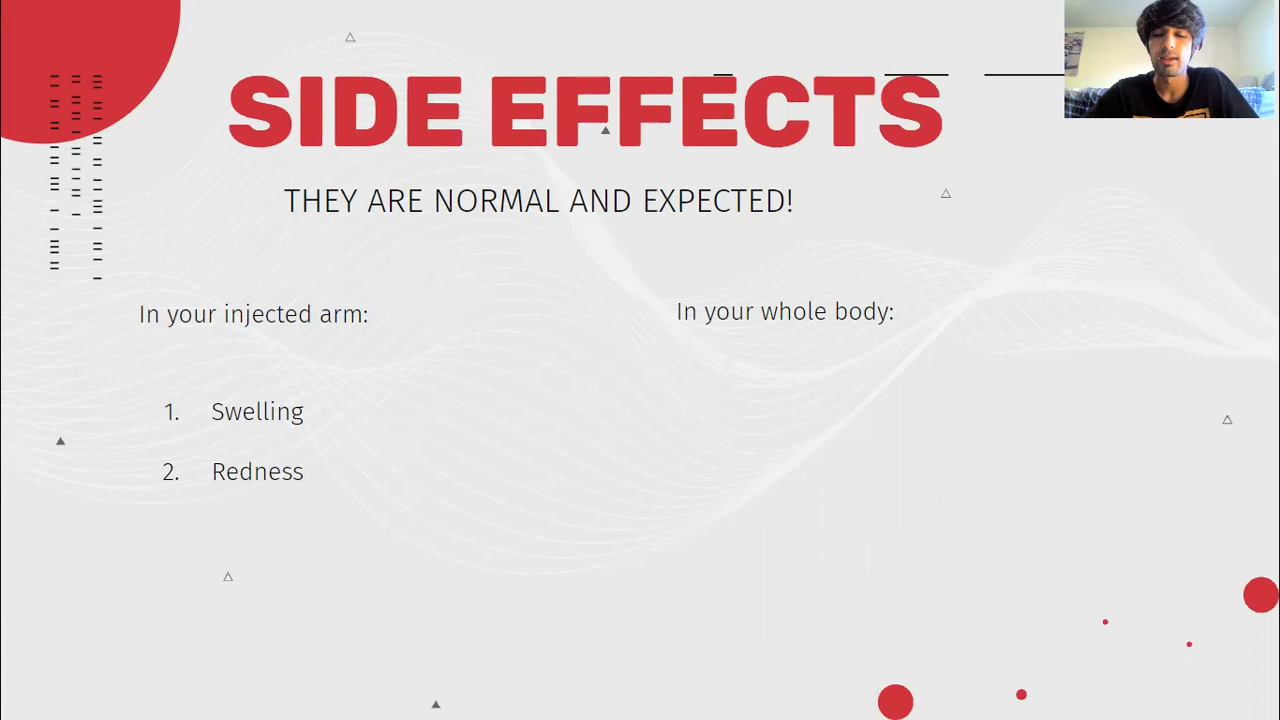 SIDE EFFECTS
THEY ARE NORMAL AND EXPECTED!
In your injected arm:
1. Swelling
2. Redness
In your whole body: